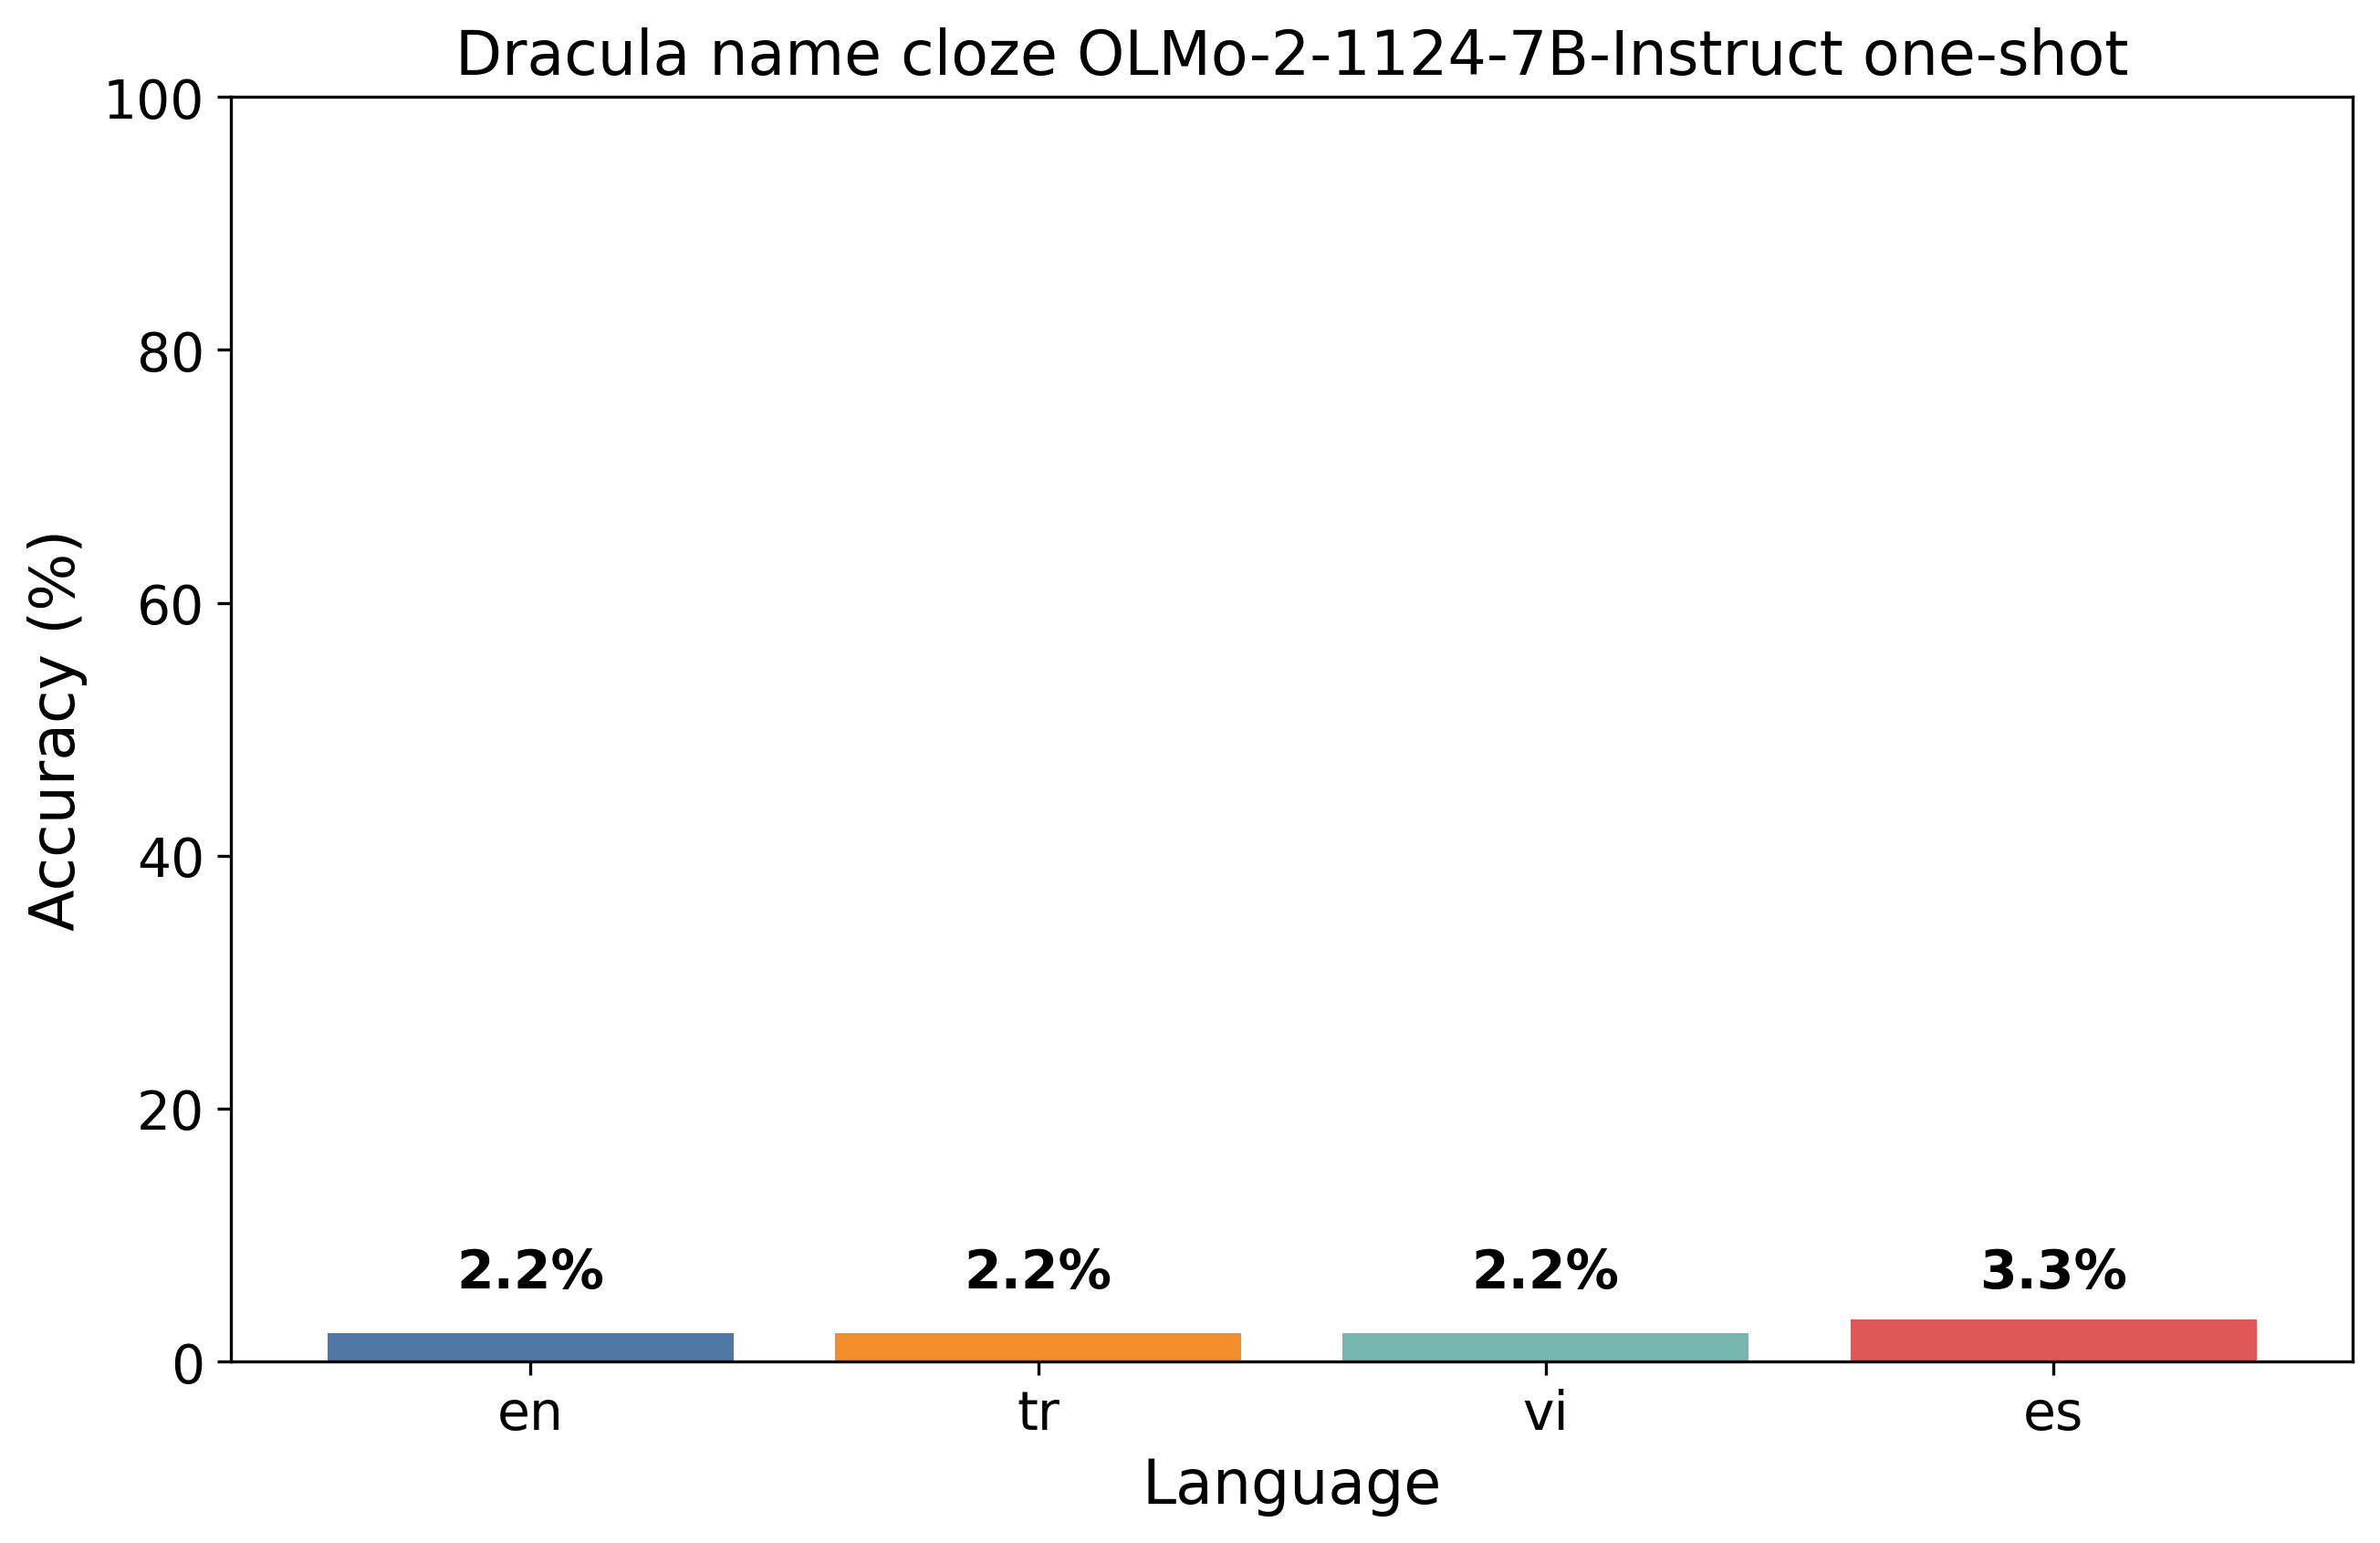 Dracula name cloze OLMo-2-1124-7B-Instruct one-shot
100
80
60
40
20
0
Accuracy (%)
2.2%
2.2%
2.2%
3.3%
en
tr
vi
es
Language